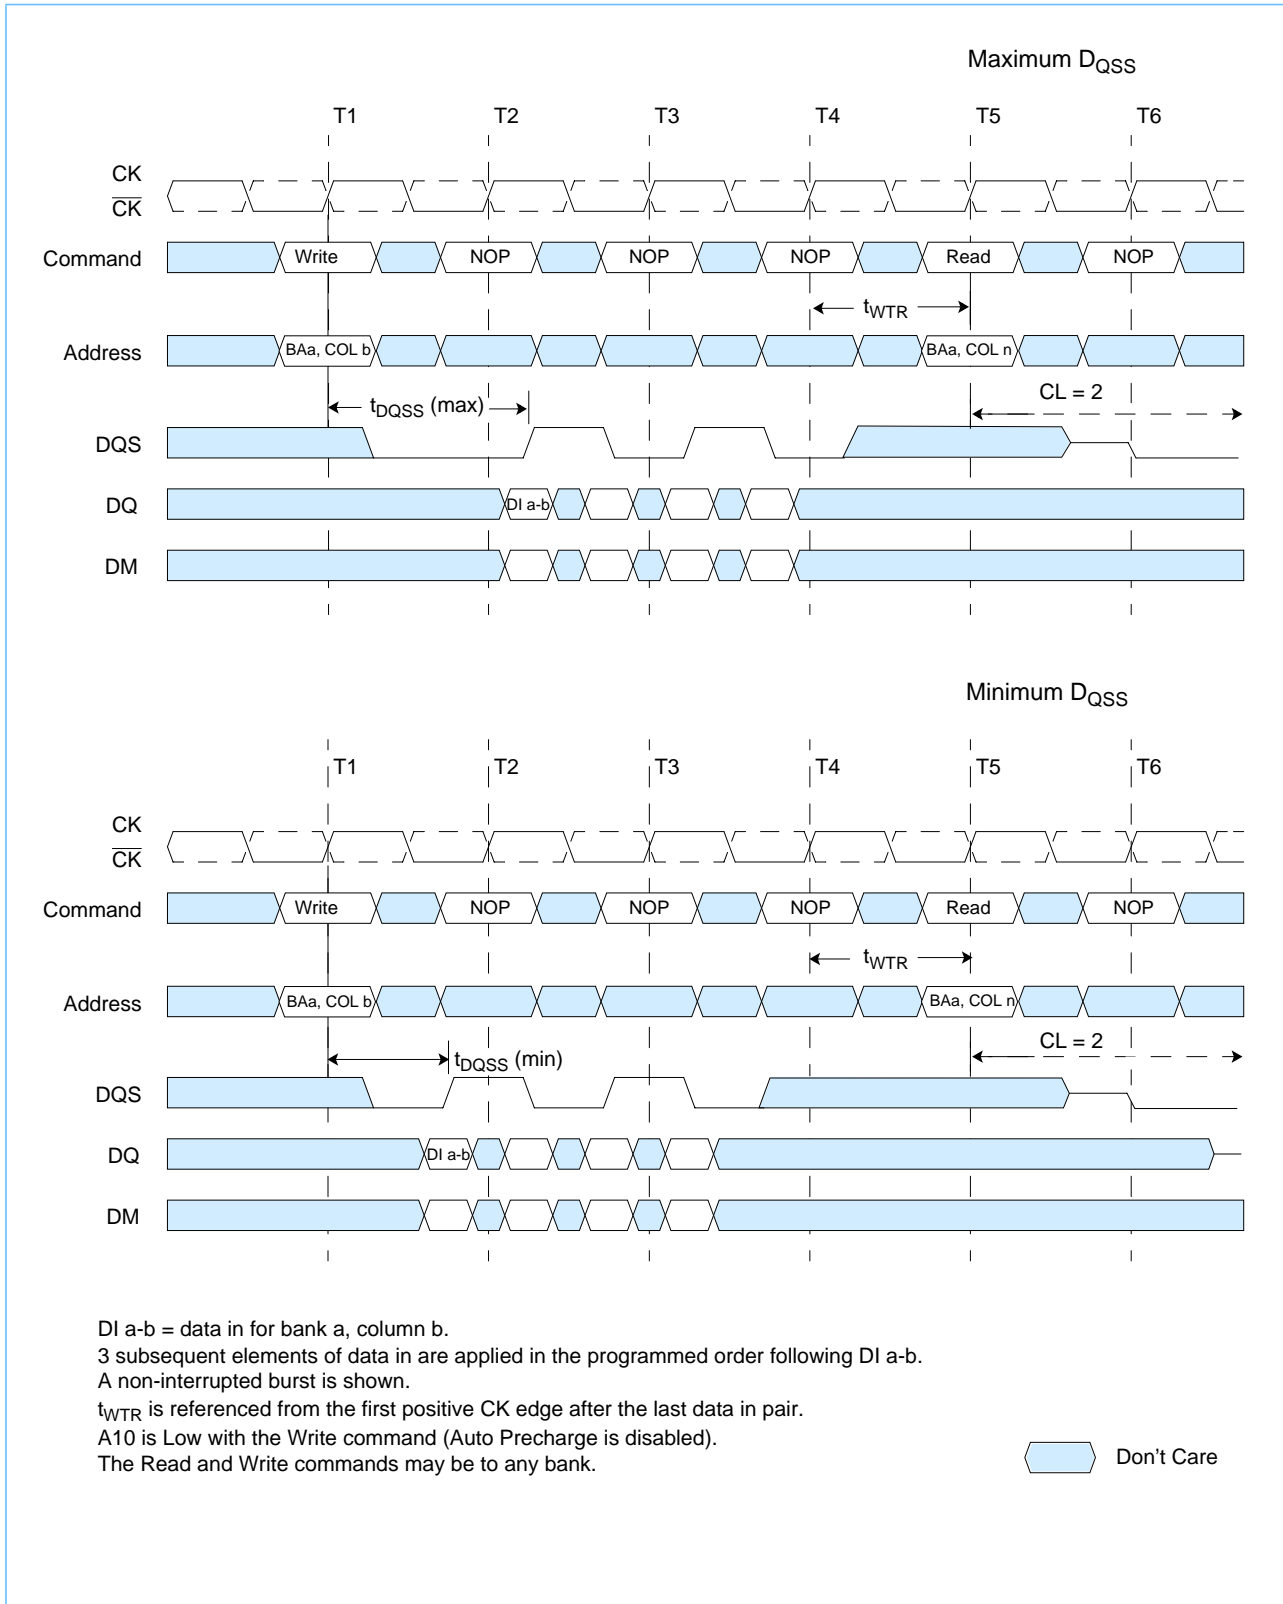 Maximum DQSS
T1 T2 T3 T4 T5 T6
CK
CK
Command Write NOP NOP NOP Read NOP
tWTR
Address BAa, COL b BAa, COL n
tDQSS (max) CL = 2
DQS
DQ DI a-b
DM
Minimum DQSS
T1 T2 T3 T4 T5 T6
CK
CK
Command Write NOP NOP NOP Read NOP
tWTR
Address BAa, COL b BAa, COL n
tDQSS (min) CL = 2
DQS
DQ DI a-b
DM
DI a-b = data in for bank a, column b.
3 subsequent elements of data in are applied in the programmed order following DI a-b.
A non-interrupted burst is shown.
tWTR is referenced from the first positive CK edge after the last data in pair.
A10 is Low with the Write command (Auto Precharge is disabled).
The Read and Write commands may be to any bank.
Don't Care